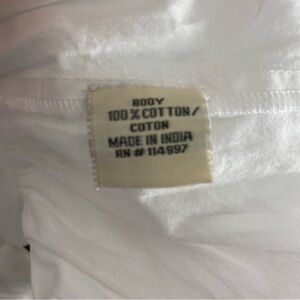 BODY
100% COTTON/
COTON
MADE IN INDIA
RN # 114997